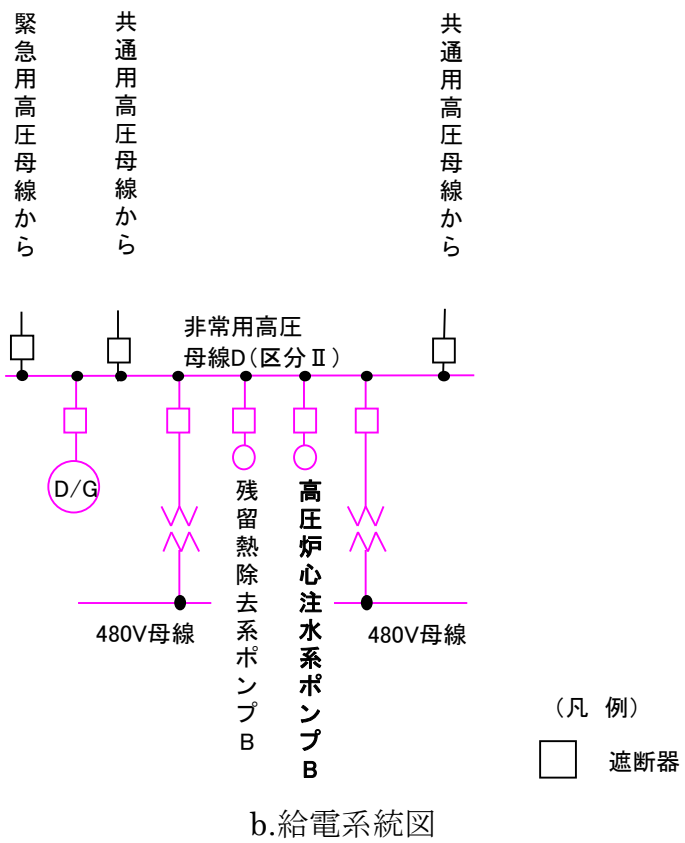 緊急用高圧母線から
共通用高圧母線から
共通用高圧母線から
非常用高圧
母線D(区分Ⅱ)
D/G
残留熱除去系ポンプB
高圧炉心注水系ポンプB
480V母線
480V母線
(凡 例)
遮断器
b.給電系統図